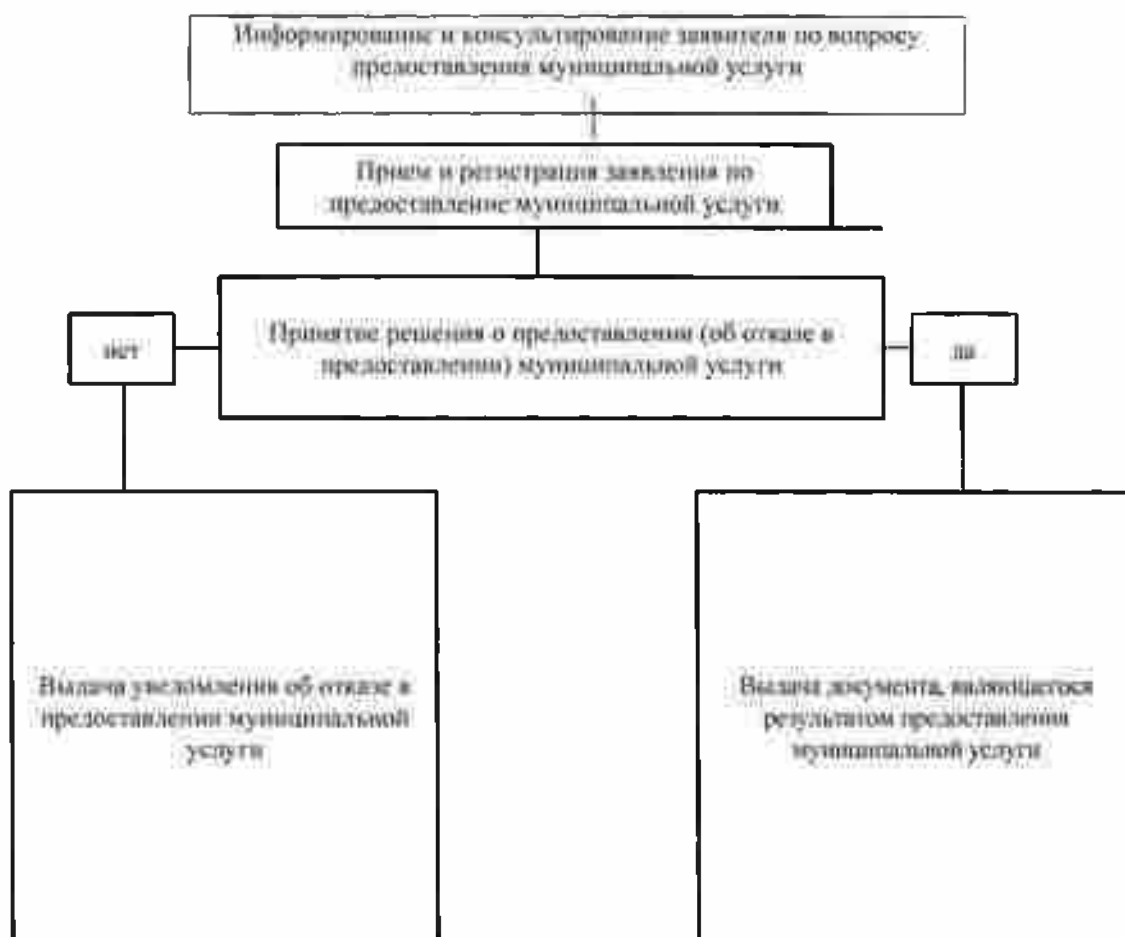 Информирование и консультирование заявителя по вопросу
предоставления муниципальной услуги
Прием и регистрация заявления по
предоставление муниципальной услуги
нет
Принятие решения о предоставлении (об отказе в
предоставлении) муниципальной услуги
да
Выдача уведомления об отказе в
предоставлении муниципальной
услуги
Выдача документа, являющегося
результатом предоставления
муниципальной услуги